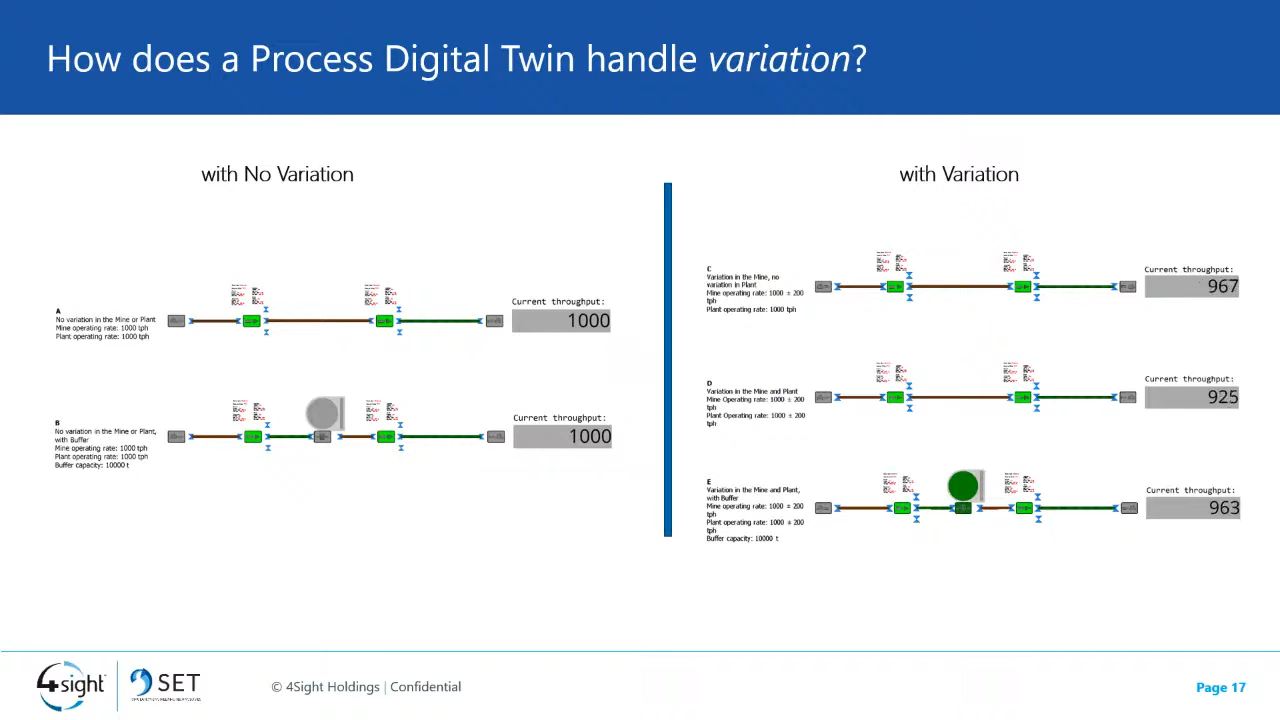 How does a Process Digital Twin handle variation?
with No Variation
A
No variation in the Mine or Plant
Mine operating rate: 1000 tph
Plant operating rate: 1000 tph
Current throughput:
1000
B
No variation in the Mine or Plant,
with Buffer
Mine operating rate: 1000 tph
Plant operating rate: 1000 tph
Buffer capacity: 10000 t
Current throughput:
1000
with Variation
C
Variation in the Mine, no
variation in Plant
Mine operating rate: 1000 ± 200
tph
Plant operating rate: 1000 tph
Current throughput:
967
D
Variation in the Mine and Plant
Mine Operating rate: 1000 ± 200
tph
Plant Operating rate: 1000 ± 200
tph
Current throughput:
925
E
Variation in the Mine and Plant,
with Buffer
Mine operating rate: 1000 ± 200
tph
Plant operating rate: 1000 ± 200
tph
Buffer capacity: 10000 t
Current throughput:
963
4sight
SET
© 4Sight Holdings | Confidential
Page 17